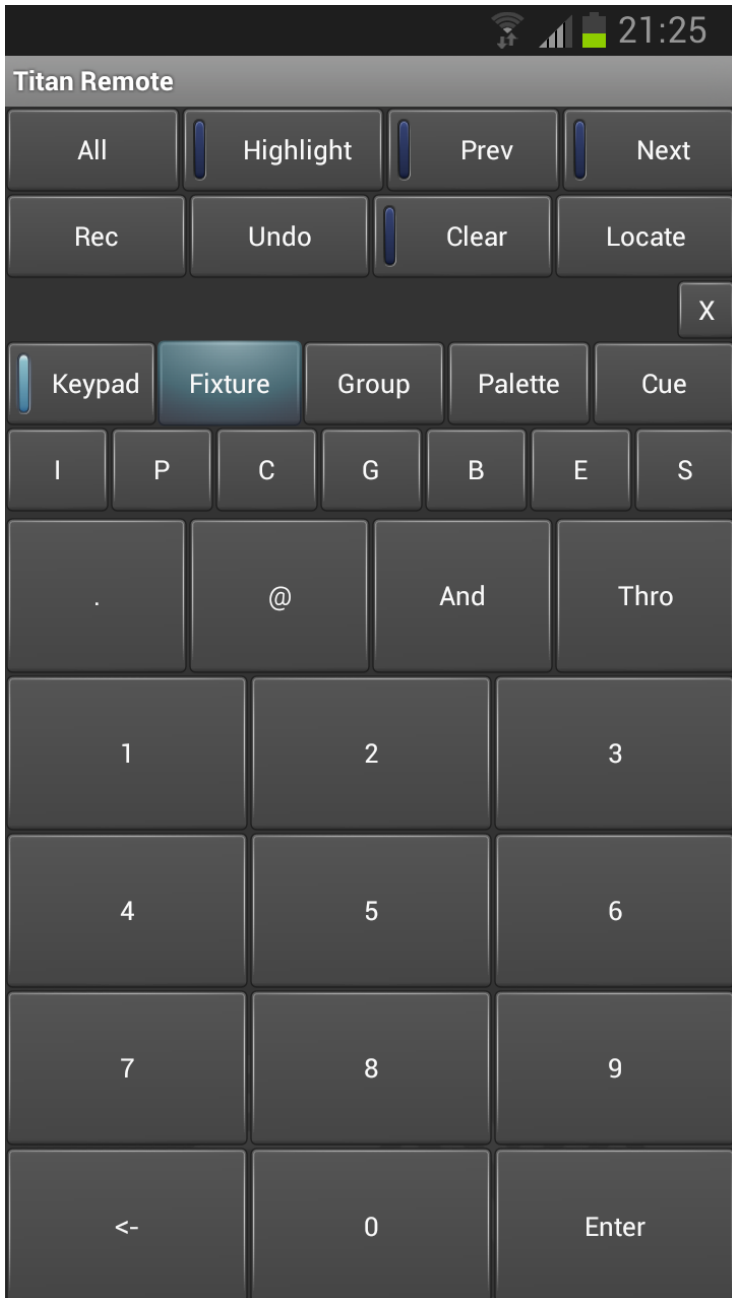 21:25
Titan Remote
All Highlight Prev Next
Rec Undo Clear Locate
X
Keypad Fixture Group Palette Cue
I P C G B E S
. @ And Thro
1 2 3
4 5 6
7 8 9
<- 0 Enter